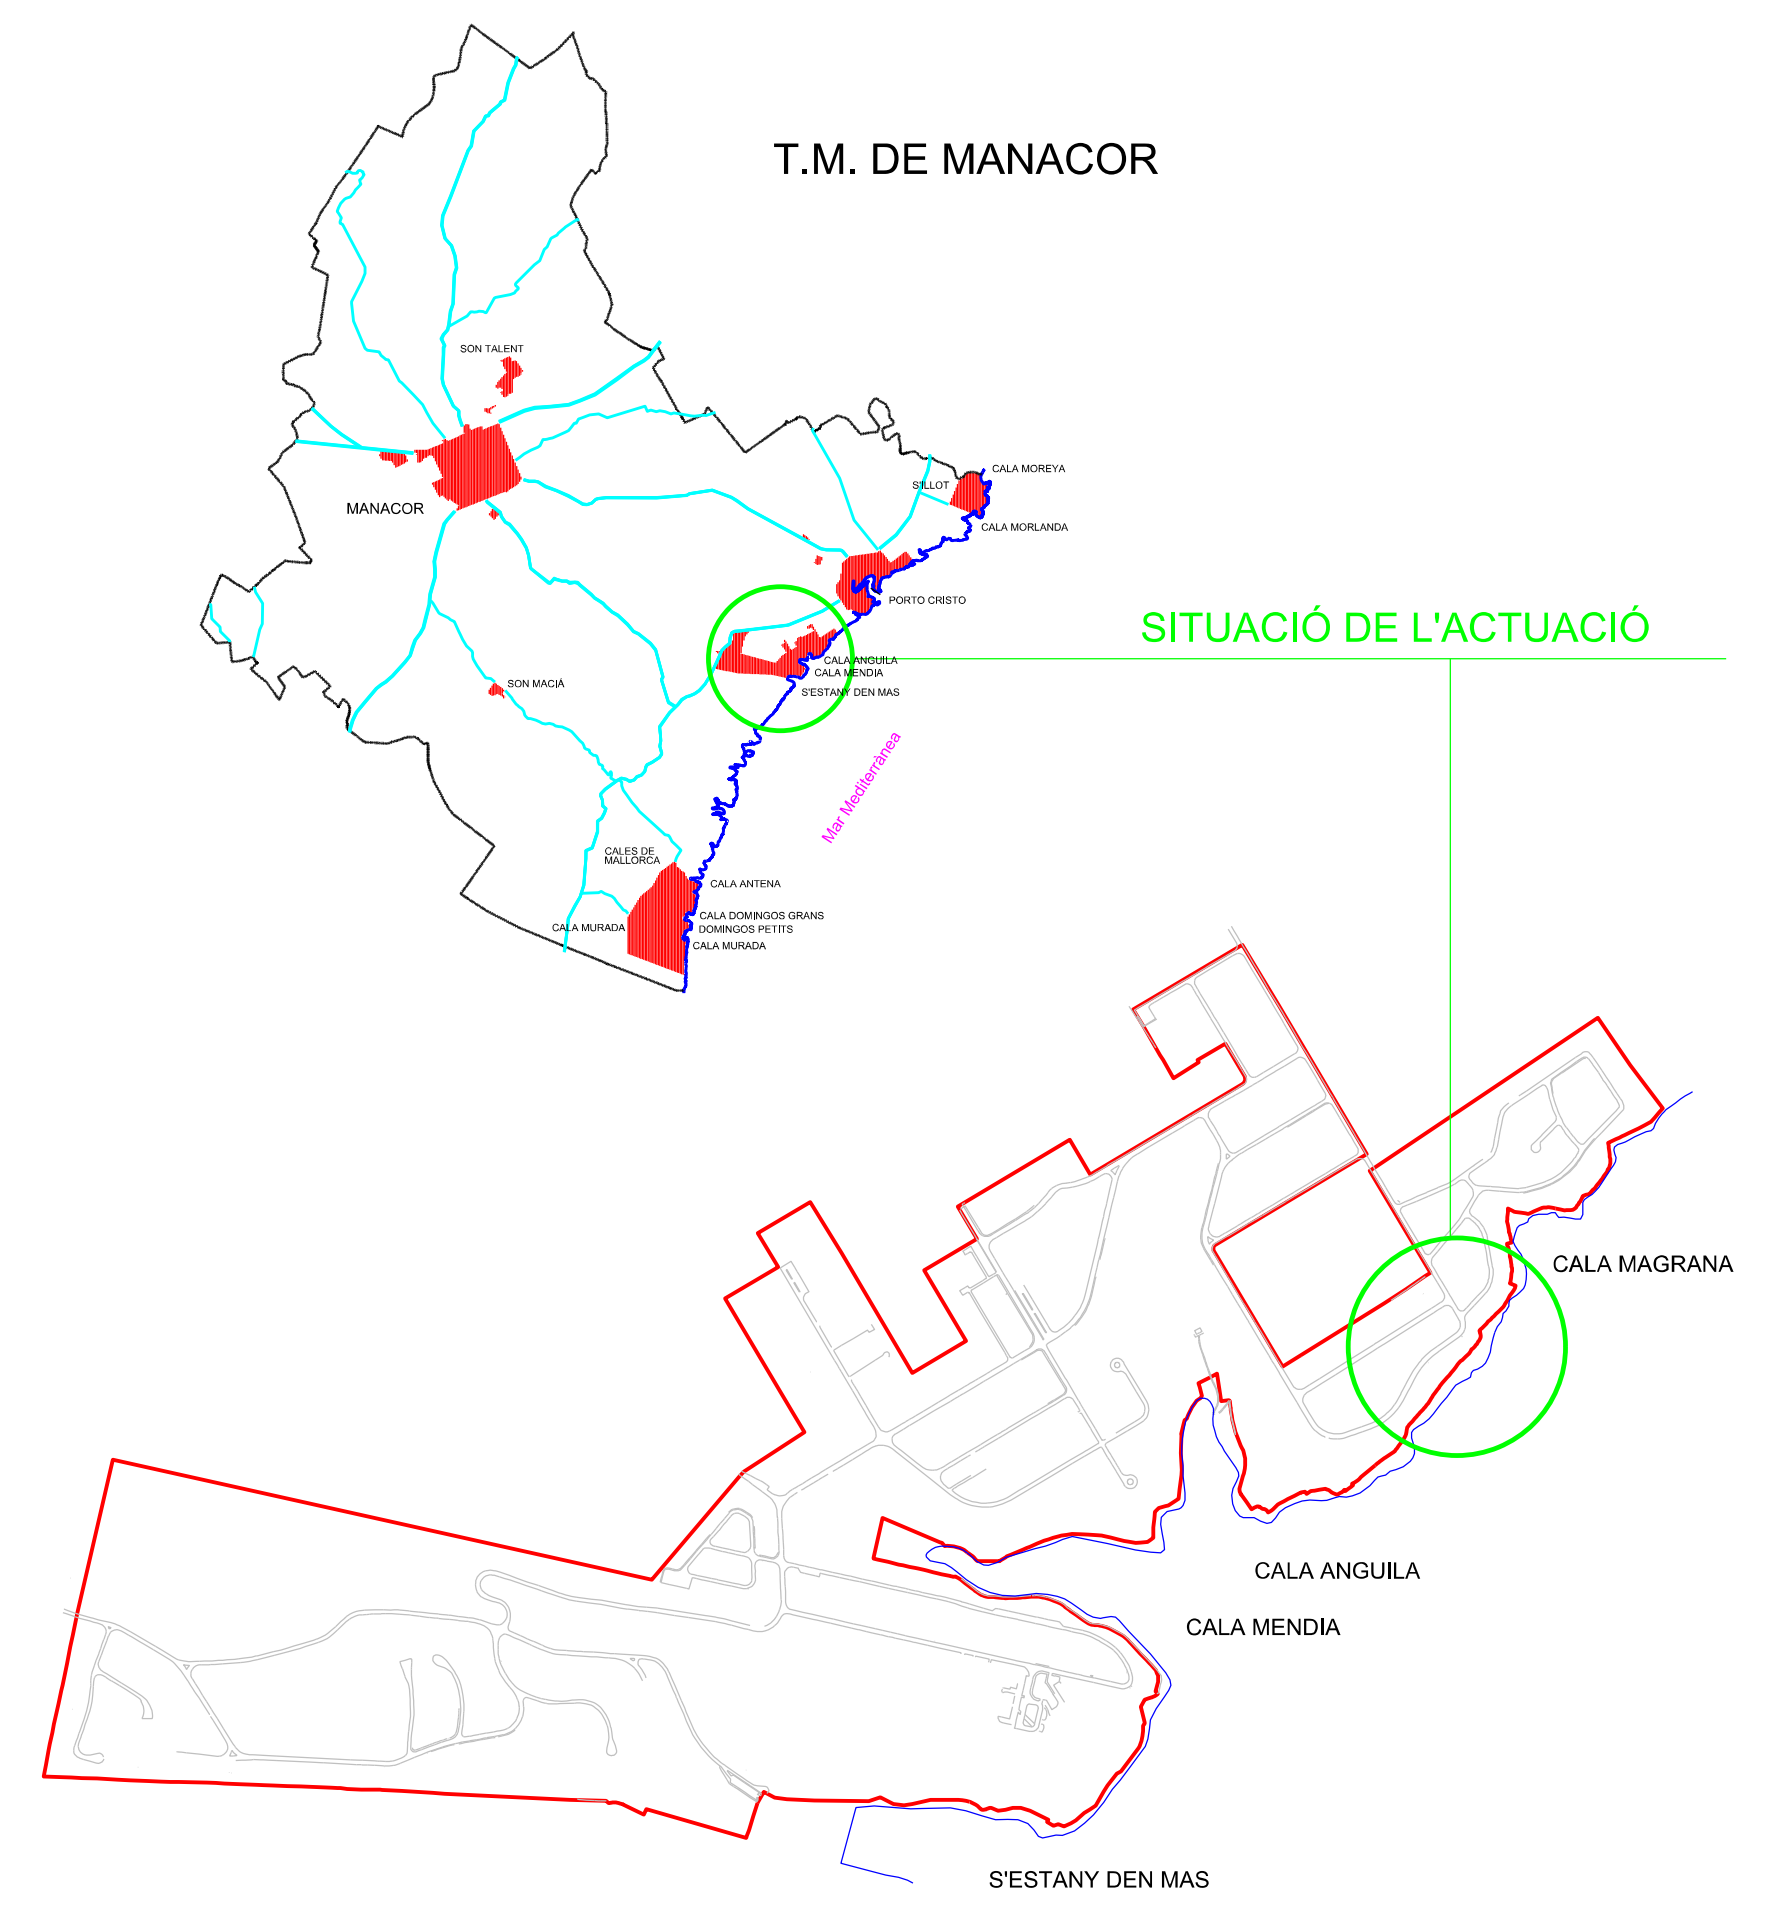 T.M. DE MANACOR
SON TALENT
CALA MOREYA
S'ILLOT
MANACOR
CALA MORLANDA
PORTO CRISTO
SITUACIÓ DE L'ACTUACIÓ
CALA ANGUILA
CALA MENDIA
SON MACIÁ
S'ESTANY DEN MAS
Mar Mediterrànea
CALES DE
MALLORCA
CALA ANTENA
CALA DOMINGOS GRANS
CALA MURADA
DOMINGOS PETITS
CALA MURADA
CALA MAGRANA
CALA ANGUILA
CALA MENDIA
S'ESTANY DEN MAS